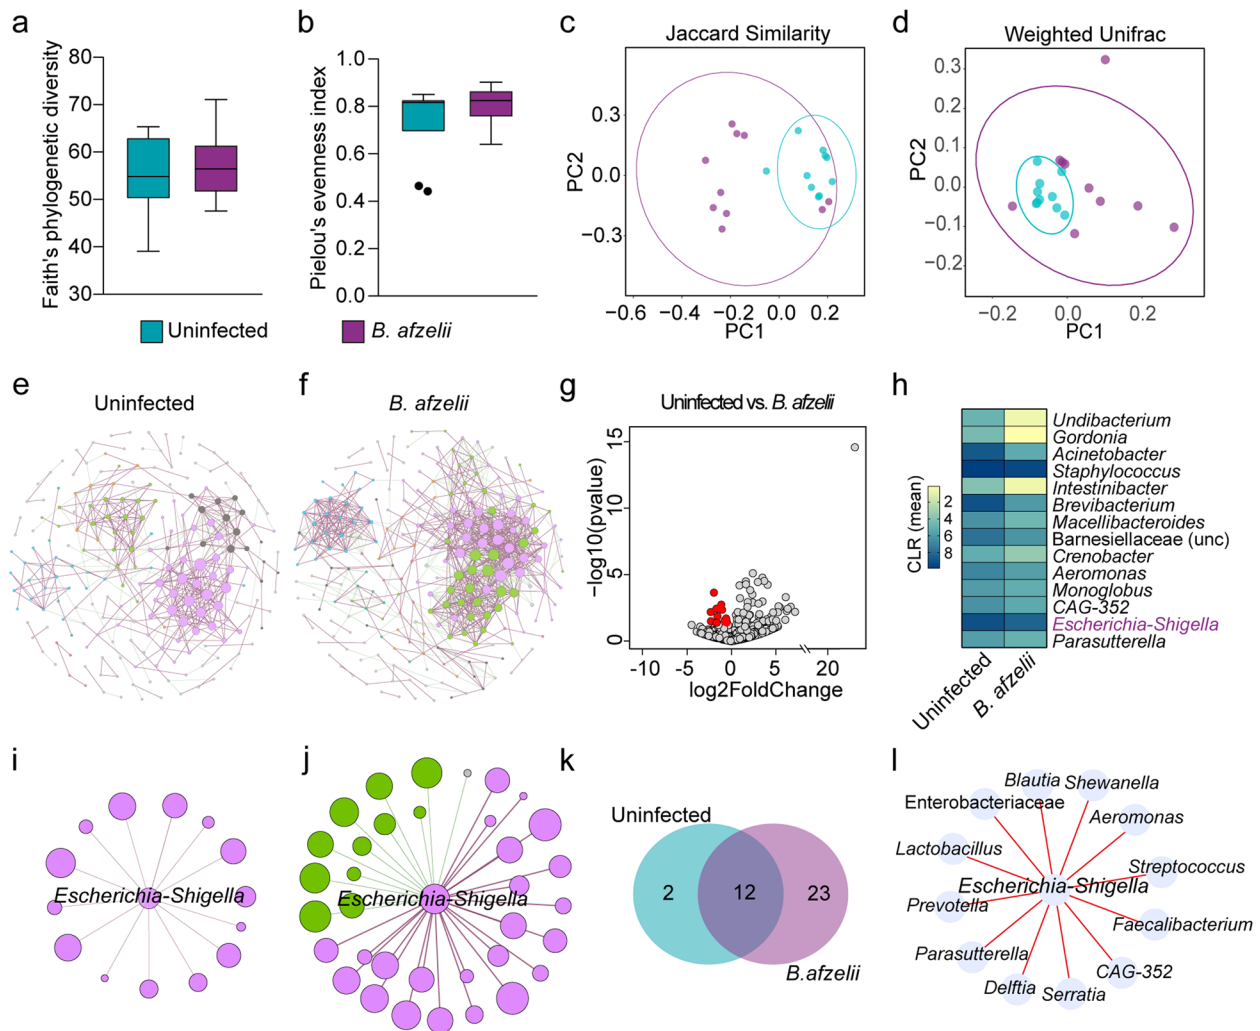 a
Faith's phylogenetic diversity
80
70
60
50
40
30
b
Pielou's evenness index
1.0
0.8
0.6
0.4
0.2
0.0
Uninfected
B. afzelii
c
Jaccard Similarity
PC2
0.3
0.0
−0.3
−0.6 −0.4 −0.2 0.0 0.2
PC1
d
Weighted Unifrac
PC2
0.3
0.2
0.1
0.0
−0.1
−0.2
−0.2 0.0 0.2
PC1
e
Uninfected
f
B. afzelii
g
Uninfected vs. B. afzelii
−log10(pvalue)
15
10
5
0
-10 -5 0 5 20
log2FoldChange
h
CLR (mean)
2
4
6
8
Undibacterium
Gordonia
Acinetobacter
Staphylococcus
Intestinibacter
Brevibacterium
Macellibacteroides
Barnesiellaceae (unc)
Crenobacter
Aeromonas
Monoglobus
CAG-352
Escherichia-Shigella
Parasutterella
Uninfected
B. afzelii
i
Escherichia-Shigella
j
Escherichia-Shigella
k
Uninfected
2
12
23
B.afzelii
l
Blautia
Shewanella
Enterobacteriaceae
Aeromonas
Lactobacillus
Streptococcus
Escherichia-Shigella
Prevotella
Faecalibacterium
Parasutterella
CAG-352
Delftia
Serratia